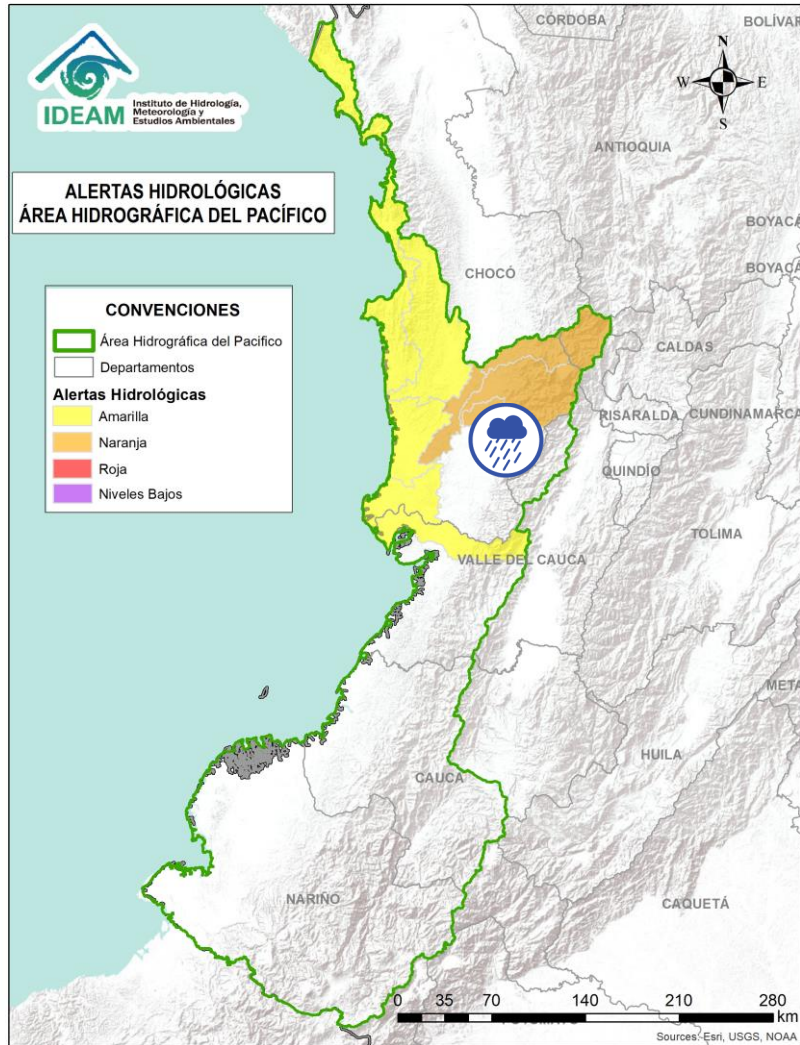 CÓRDOBA
BOLÍVAR
IDEAM
Instituto de Hidrología,
Meteorología y
Estudios Ambientales
N
W E
S
ANTIOQUIA
ALERTAS HIDROLÓGICAS
ÁREA HIDROGRÁFICA DEL PACÍFICO
BOYACÁ
BOYACÁ
CHOCÓ
CONVENCIONES
Área Hidrográfica del Pacifico
Departamentos
Alertas Hidrológicas
Amarilla
Naranja
Roja
Niveles Bajos
CALDAS
RISARALDA
CUNDINAMARCA
QUINDÍO
TOLIMA
VALLE DEL CAUCA
META
HUILA
CAUCA
NARIÑO
CAQUETÁ
0 35 70 140 210 280
km
Sources: Esri, USGS, NOAA